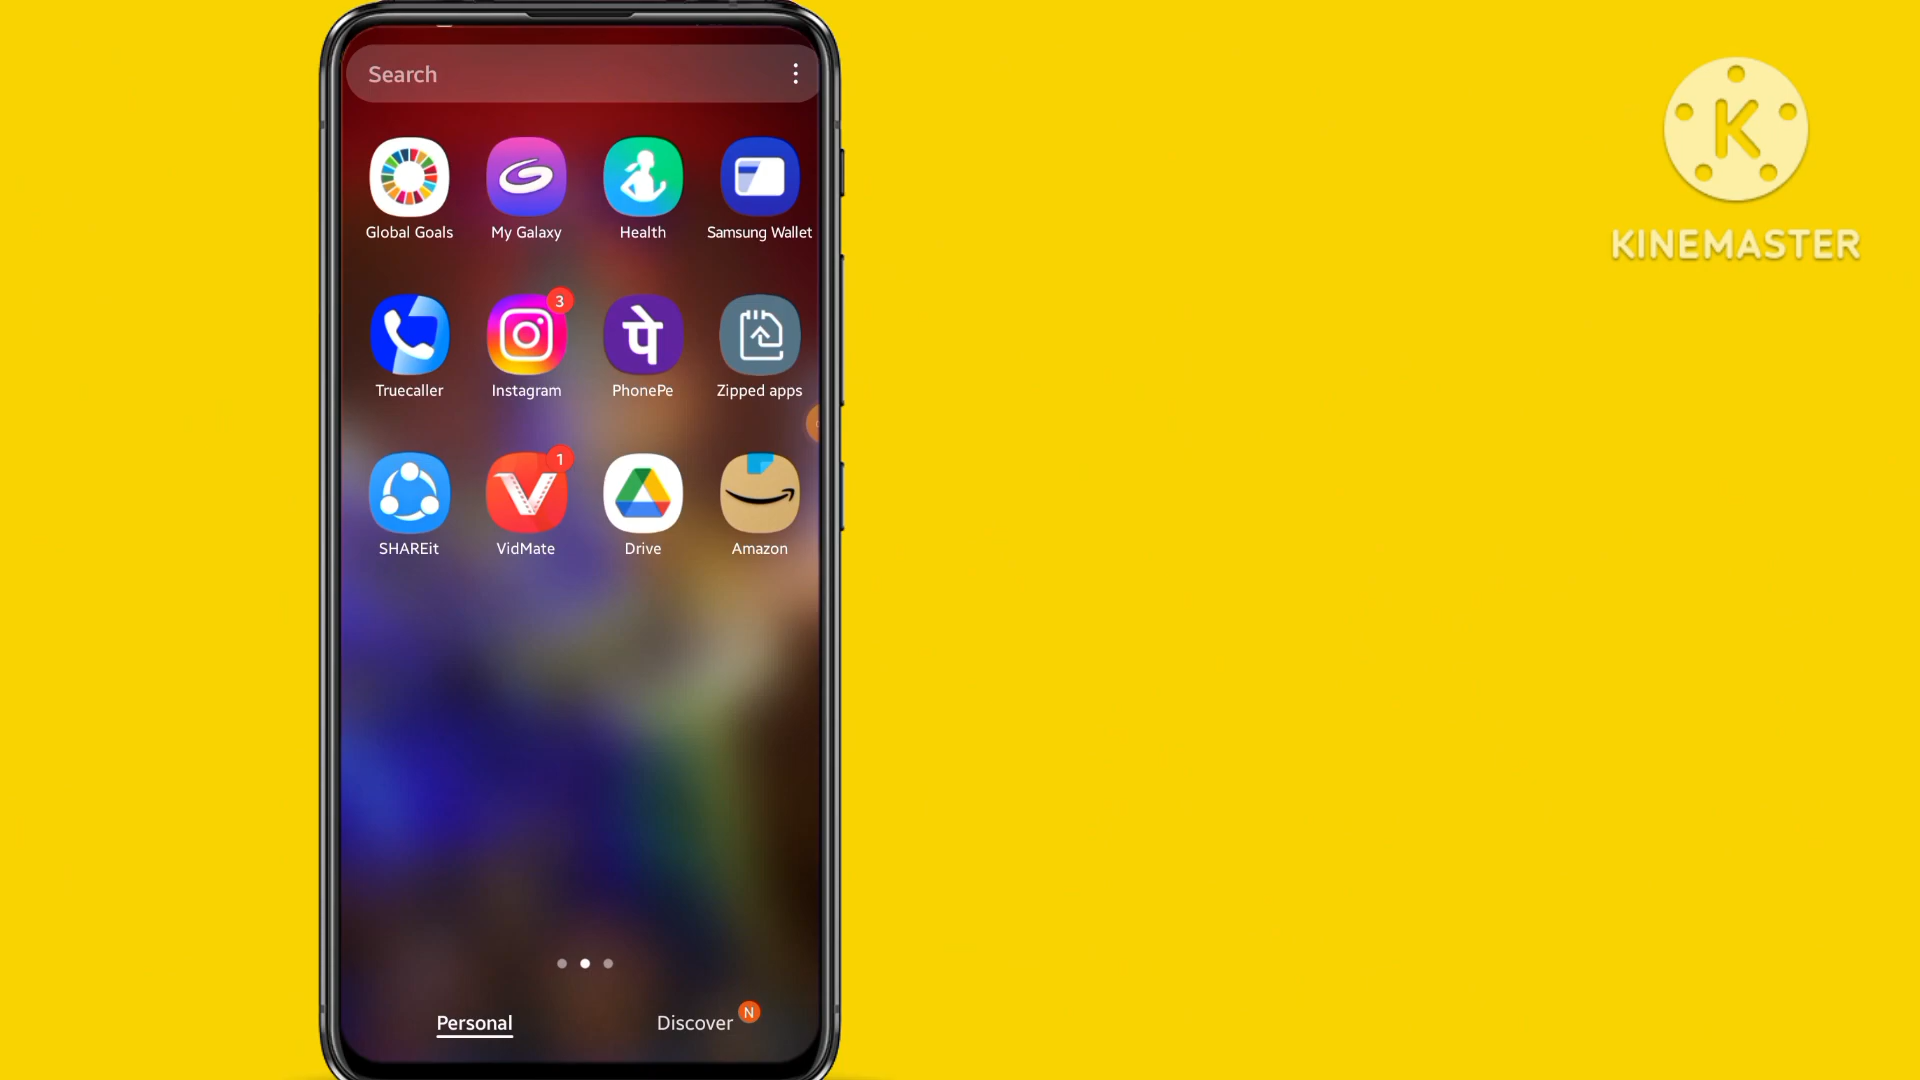 Search
Global Goals
My Galaxy
Health
Samsung Wallet
3
पे
Truecaller
Instagram
PhonePe
Zipped apps
1
SHAREit
VidMate
Drive
Amazon
Personal
Discover
N
K
KINEMASTER